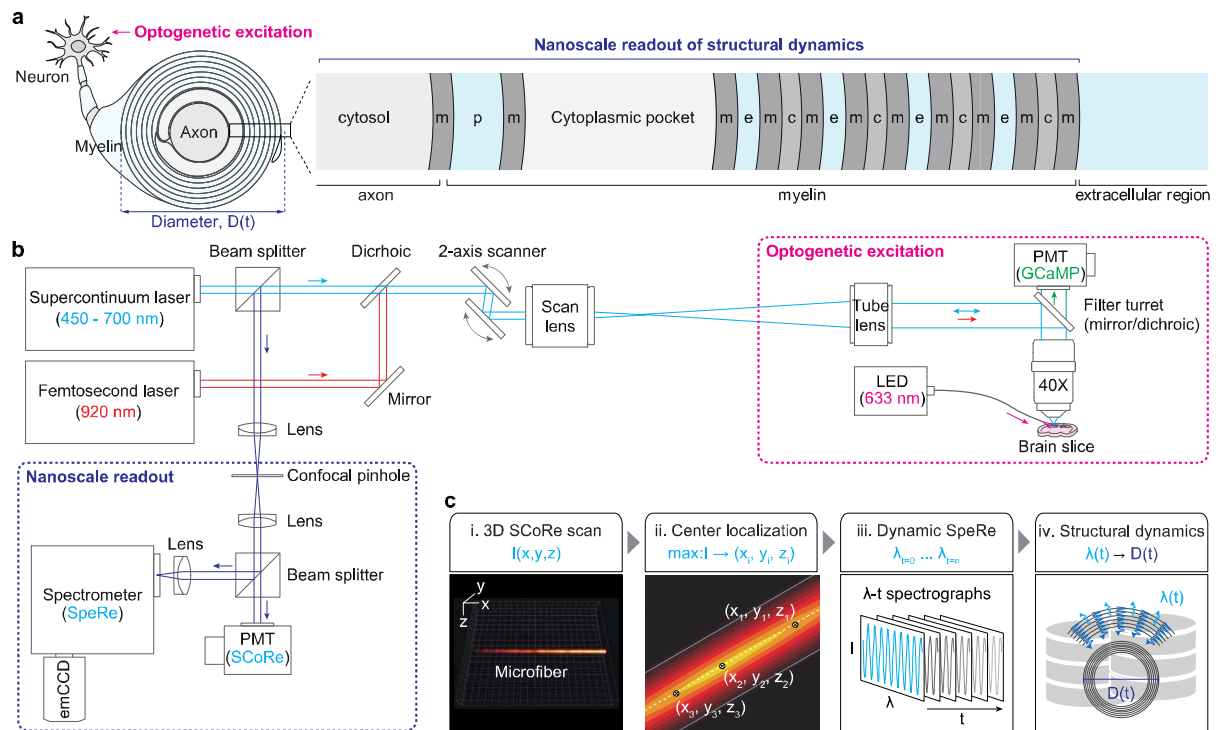 a
Optogenetic excitation
Neuron
Myelin
Axon
Diameter, D(t)
Nanoscale readout of structural dynamics
cytosol
m
p
m
Cytoplasmic pocket
m e m c m e m c m e m c m e m c m
axon
myelin
extracellular region
b
Beam splitter
Dicrhoic
2-axis scanner
Supercontinuum laser
(450 - 700 nm)
Femtosecond laser
(920 nm)
Mirror
Scan
lens
Optogenetic excitation
PMT
(GCaMP)
Tube
lens
Filter turret
(mirror/dichroic)
LED
(633 nm)
40X
Brain slice
Lens
Nanoscale readout
Confocal pinhole
Lens
Lens
Beam splitter
Spectrometer
(SpeRe)
PMT
(SCoRe)
emCCD
c
i. 3D SCoRe scan
I(x,y,z)
y
x
z
Microfiber
ii. Center localization
max:I → (xi, yi, zi)
(x1, y1, z1)
(x2, y2, z2)
(x3, y3, z3)
iii. Dynamic SpeRe
λt=0 ... λt=n
λ-t spectrographs
I
λ
t
iv. Structural dynamics
λ(t) → D(t)
λ(t)
D(t)